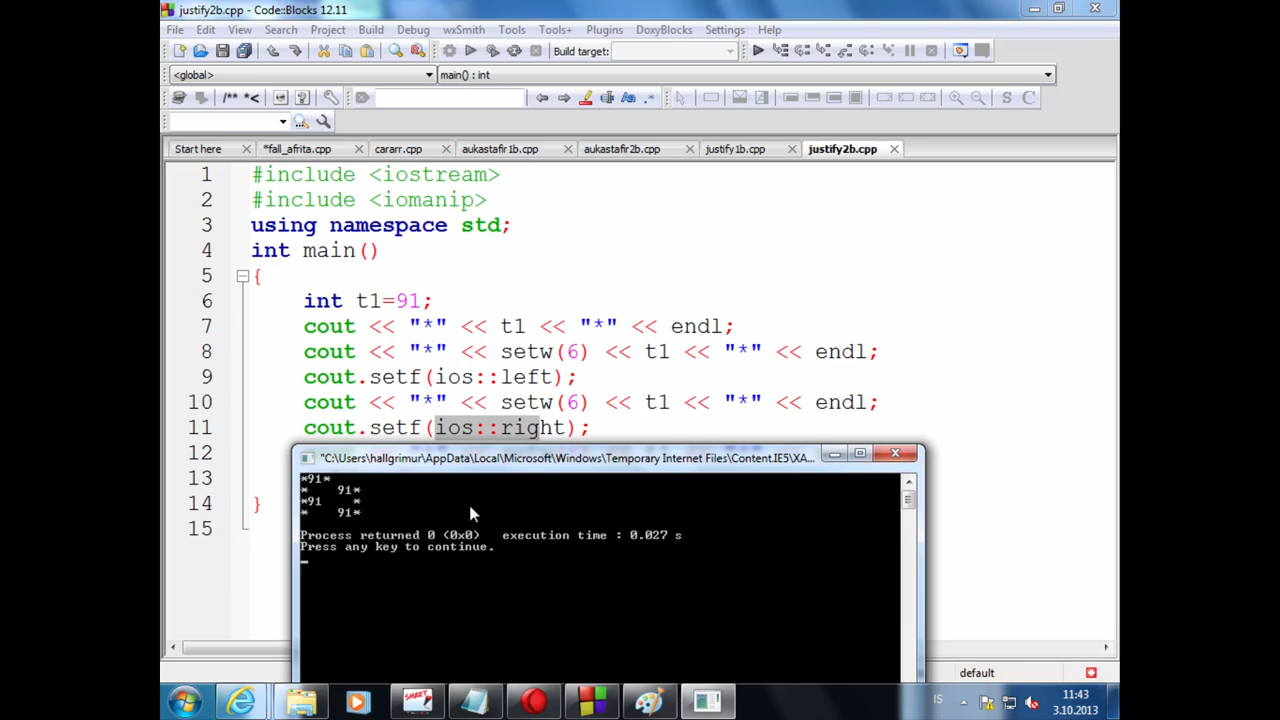 justify2b.cpp - Code::Blocks 12.11
File Edit View Search Project Build Debug wxSmith Tools Tools+ Plugins DoxyBlocks Settings Help
Build target:
<global> main() : int
/** *<
Aa .*
S C
Start here *fall_afrita.cpp cararr.cpp aukastafir1b.cpp aukastafir2b.cpp justify1b.cpp justify2b.cpp
1 #include <iostream>
2 #include <iomanip>
3 using namespace std;
4 int main()
5 {
6 int t1=91;
7 cout << "*" << t1 << "*" << endl;
8 cout << "*" << setw(6) << t1 << "*" << endl;
9 cout.setf(ios::left);
10 cout << "*" << setw(6) << t1 << "*" << endl;
11 cout.setf(ios::right);
12
13
14 }
15
"C:\Users\hallgrimur\AppData\Local\Microsoft\Windows\Temporary Internet Files\Content.IE5\XA...
*91*
*    91*
*91    *
*    91*
Process returned 0 (0x0)   execution time : 0.027 s
Press any key to continue.
default
SMART
IS
11:43
3.10.2013